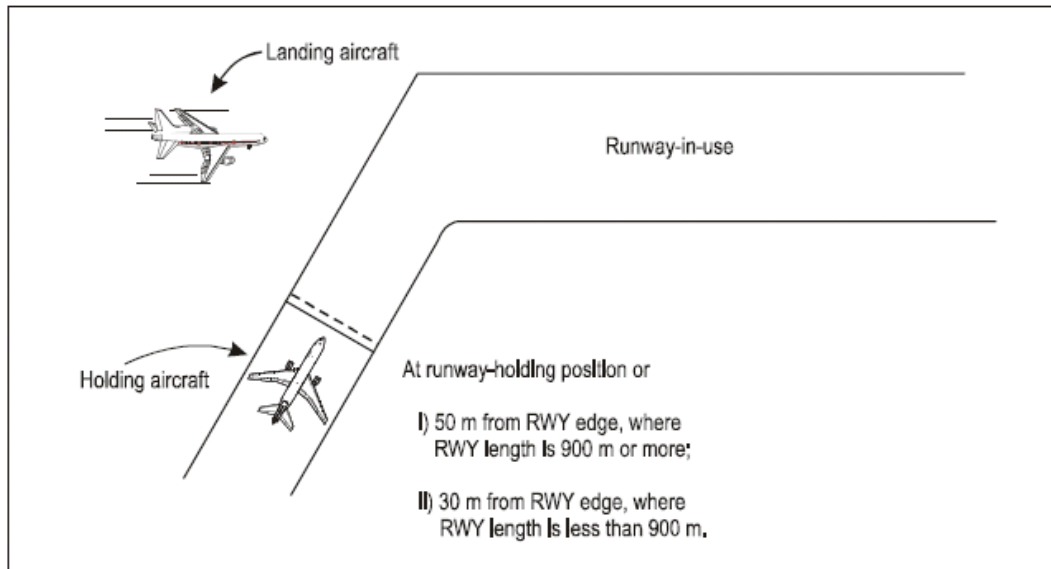 Landing aircraft
Runway-in-use
Holding aircraft
At runway-holding position or
I) 50 m from RWY edge, where
RWY length is 900 m or more;
II) 30 m from RWY edge, where
RWY length is less than 900 m.